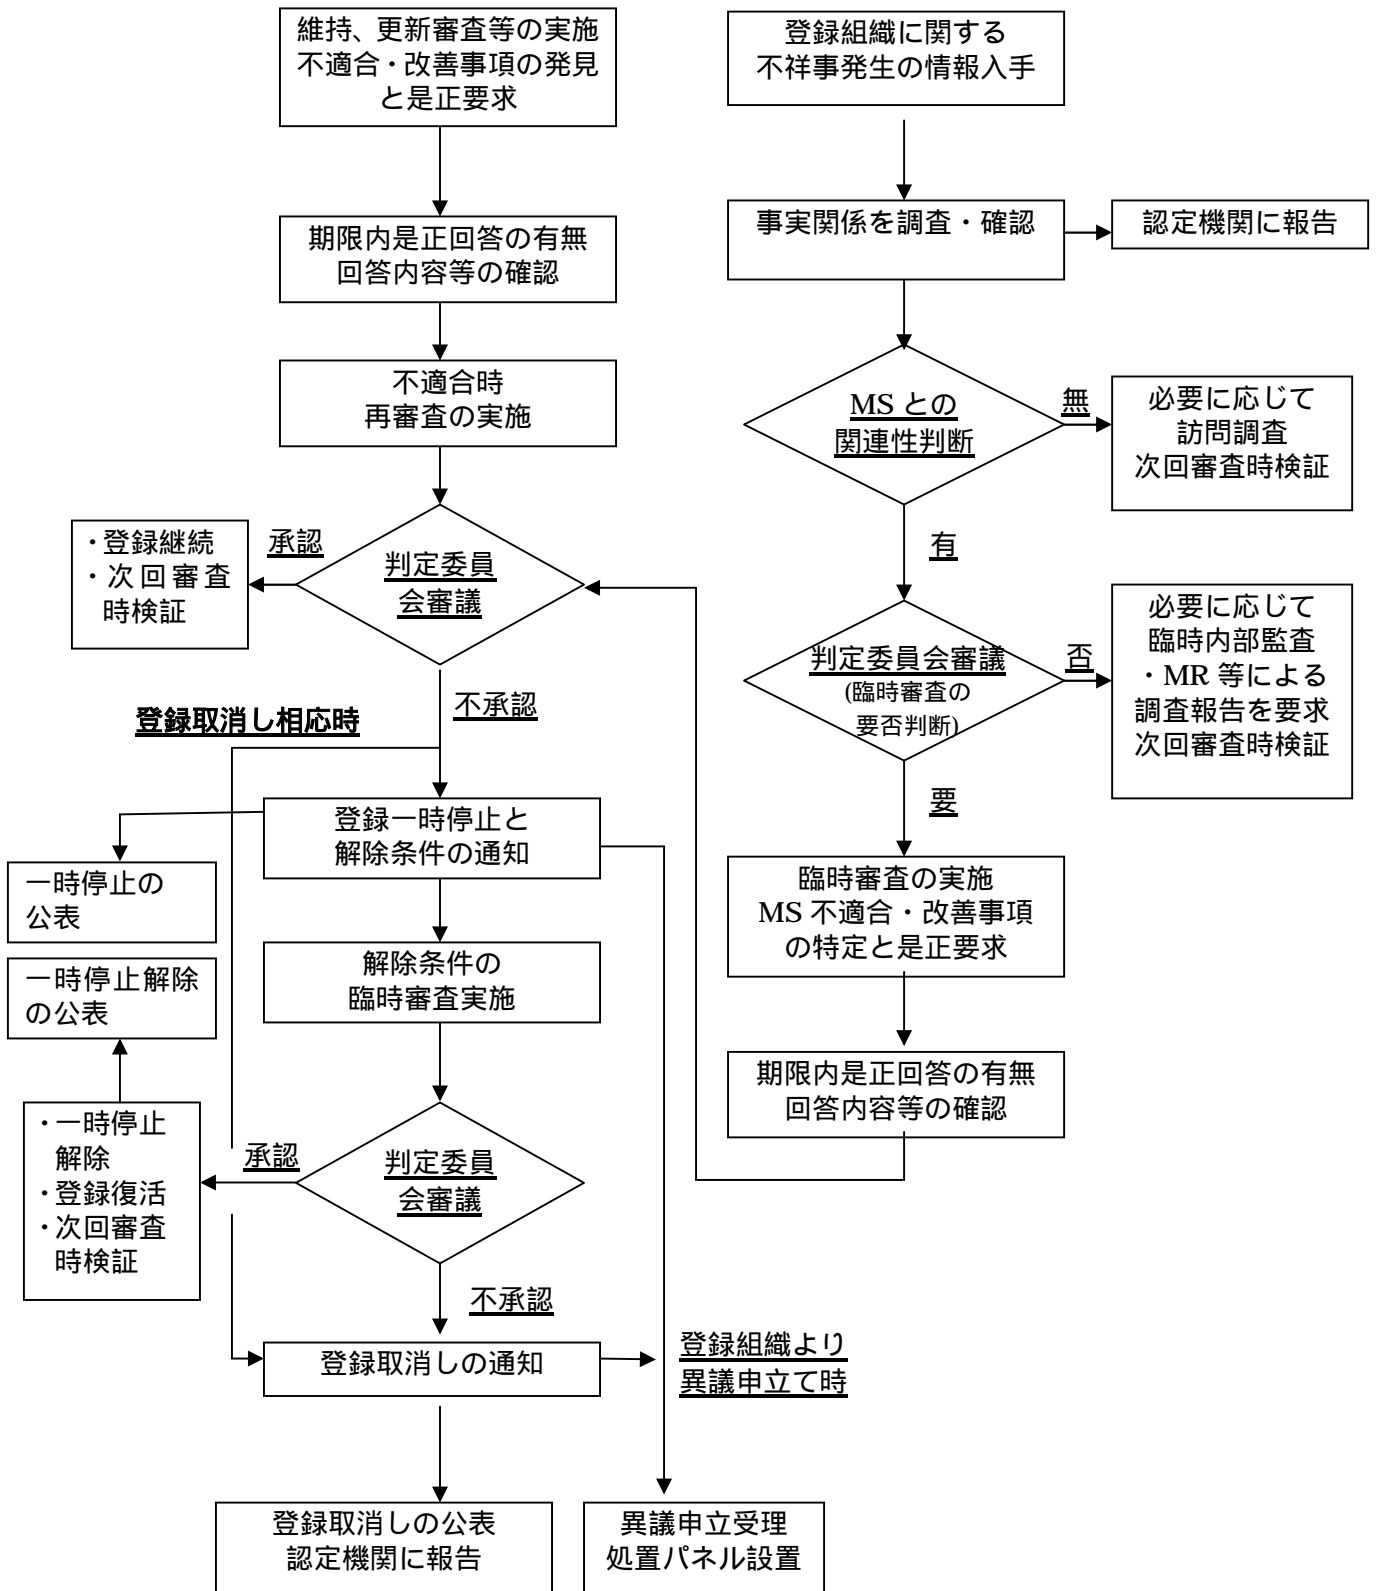 維持、更新審査等の実施
不適合・改善事項の発見
と是正要求
登録組織に関する
不祥事発生の情報入手
期限内是正回答の有無
回答内容等の確認
事実関係を調査・確認
認定機関に報告
不適合時
再審査の実施
MS との
関連性判断
無
必要に応じて
訪問調査
次回審査時検証
有
・登録継続
・次回審査
時検証
承認
判定委員
会審議
不承認
判定委員会審議
(臨時審査の
要否判断)
否
必要に応じて
臨時内部監査
・MR 等による
調査報告を要求
次回審査時検証
要
登録取消し相応時
登録一時停止と
解除条件の通知
一時停止の
公表
臨時審査の実施
MS 不適合・改善事項
の特定と是正要求
解除条件の
臨時審査実施
一時停止解除
の公表
期限内是正回答の有無
回答内容等の確認
・一時停止
解除
・登録復活
・次回審査
時検証
承認
判定委員
会審議
不承認
登録取消しの通知
登録組織より
異議申立て時
登録取消しの公表
認定機関に報告
異議申立受理
処置パネル設置